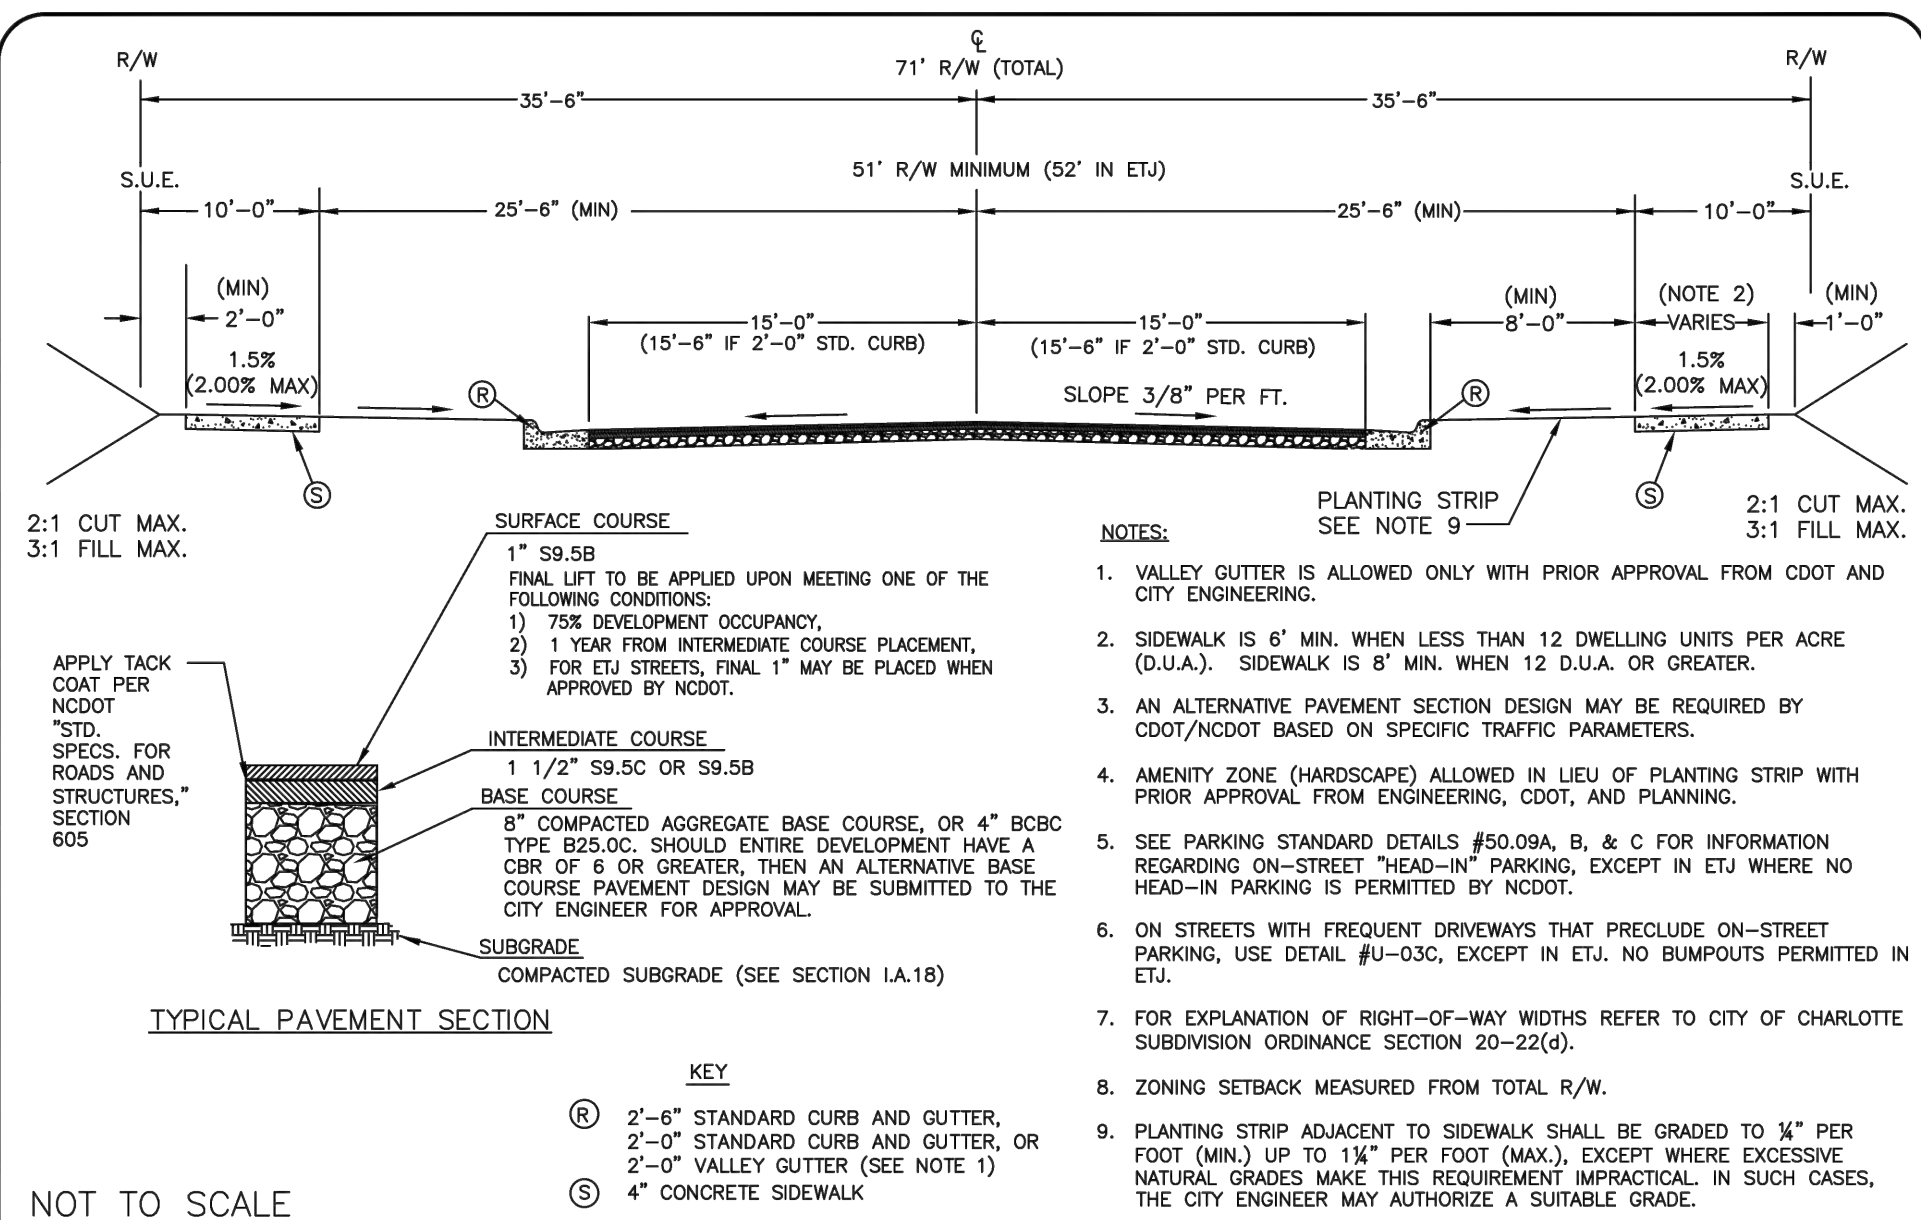 ℄
71' R/W (TOTAL)
R/W
R/W
35'-6"
35'-6"
51' R/W MINIMUM (52' IN ETJ)
S.U.E.
S.U.E.
10'-0"
25'-6" (MIN)
25'-6" (MIN)
10'-0"
(MIN)
2'-0"
15'-0"
(15'-6" IF 2'-0" STD. CURB)
15'-0"
(15'-6" IF 2'-0" STD. CURB)
(MIN)
8'-0"
(NOTE 2)
VARIES
(MIN)
1'-0"
1.5%
(2.00% MAX)
R
SLOPE 3/8" PER FT.
R
1.5%
(2.00% MAX)
S
S
2:1 CUT MAX.
3:1 FILL MAX.
PLANTING STRIP
SEE NOTE 9
2:1 CUT MAX.
3:1 FILL MAX.
SURFACE COURSE
1" S9.5B
FINAL LIFT TO BE APPLIED UPON MEETING ONE OF THE
FOLLOWING CONDITIONS:
1) 75% DEVELOPMENT OCCUPANCY,
2) 1 YEAR FROM INTERMEDIATE COURSE PLACEMENT,
3) FOR ETJ STREETS, FINAL 1" MAY BE PLACED WHEN
APPROVED BY NCDOT.
APPLY TACK
COAT PER
NCDOT
"STD.
SPECS. FOR
ROADS AND
STRUCTURES,"
SECTION
605
INTERMEDIATE COURSE
1 1/2" S9.5C OR S9.5B
BASE COURSE
8" COMPACTED AGGREGATE BASE COURSE, OR 4" BCBC
TYPE B25.0C. SHOULD ENTIRE DEVELOPMENT HAVE A
CBR OF 6 OR GREATER, THEN AN ALTERNATIVE BASE
COURSE PAVEMENT DESIGN MAY BE SUBMITTED TO THE
CITY ENGINEER FOR APPROVAL.
SUBGRADE
COMPACTED SUBGRADE (SEE SECTION I.A.18)
TYPICAL PAVEMENT SECTION
KEY
R 2'-6" STANDARD CURB AND GUTTER,
2'-0" STANDARD CURB AND GUTTER, OR
2'-0" VALLEY GUTTER (SEE NOTE 1)
S 4" CONCRETE SIDEWALK
NOT TO SCALE
NOTES:
1. VALLEY GUTTER IS ALLOWED ONLY WITH PRIOR APPROVAL FROM CDOT AND
CITY ENGINEERING.
2. SIDEWALK IS 6' MIN. WHEN LESS THAN 12 DWELLING UNITS PER ACRE
(D.U.A.). SIDEWALK IS 8' MIN. WHEN 12 D.U.A. OR GREATER.
3. AN ALTERNATIVE PAVEMENT SECTION DESIGN MAY BE REQUIRED BY
CDOT/NCDOT BASED ON SPECIFIC TRAFFIC PARAMETERS.
4. AMENITY ZONE (HARDSCAPE) ALLOWED IN LIEU OF PLANTING STRIP WITH
PRIOR APPROVAL FROM ENGINEERING, CDOT, AND PLANNING.
5. SEE PARKING STANDARD DETAILS #50.09A, B, & C FOR INFORMATION
REGARDING ON-STREET "HEAD-IN" PARKING, EXCEPT IN ETJ WHERE NO
HEAD-IN PARKING IS PERMITTED BY NCDOT.
6. ON STREETS WITH FREQUENT DRIVEWAYS THAT PRECLUDE ON-STREET
PARKING, USE DETAIL #U-03C, EXCEPT IN ETJ. NO BUMPOUTS PERMITTED IN
ETJ.
7. FOR EXPLANATION OF RIGHT-OF-WAY WIDTHS REFER TO CITY OF CHARLOTTE
SUBDIVISION ORDINANCE SECTION 20-22(d).
8. ZONING SETBACK MEASURED FROM TOTAL R/W.
9. PLANTING STRIP ADJACENT TO SIDEWALK SHALL BE GRADED TO ¼" PER
FOOT (MIN.) UP TO 1¼" PER FOOT (MAX.), EXCEPT WHERE EXCESSIVE
NATURAL GRADES MAKE THIS REQUIREMENT IMPRACTICAL. IN SUCH CASES,
THE CITY ENGINEER MAY AUTHORIZE A SUITABLE GRADE.